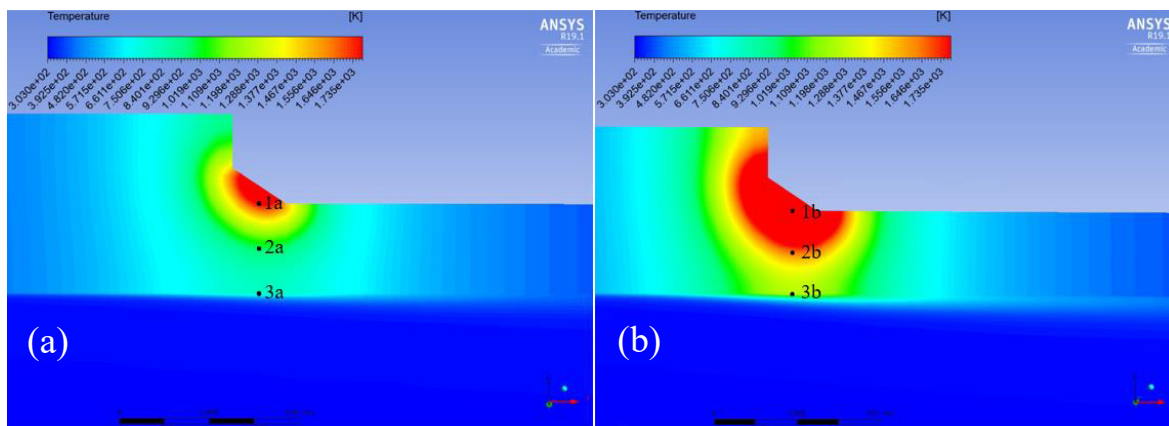 Temperature [K]
ANSYS
R19.1
Academic
3.030e+02
3.925e+02
4.820e+02
5.715e+02
6.611e+02
7.506e+02
8.401e+02
9.296e+02
1.019e+03
1.109e+03
1.198e+03
1.288e+03
1.377e+03
1.467e+03
1.556e+03
1.646e+03
1.735e+03
1a
2a
3a
(a)
Temperature [K]
ANSYS
R19.1
Academic
3.030e+02
3.925e+02
4.820e+02
5.715e+02
6.611e+02
7.506e+02
8.401e+02
9.296e+02
1.019e+03
1.109e+03
1.198e+03
1.288e+03
1.377e+03
1.467e+03
1.556e+03
1.646e+03
1.735e+03
1b
2b
3b
(b)